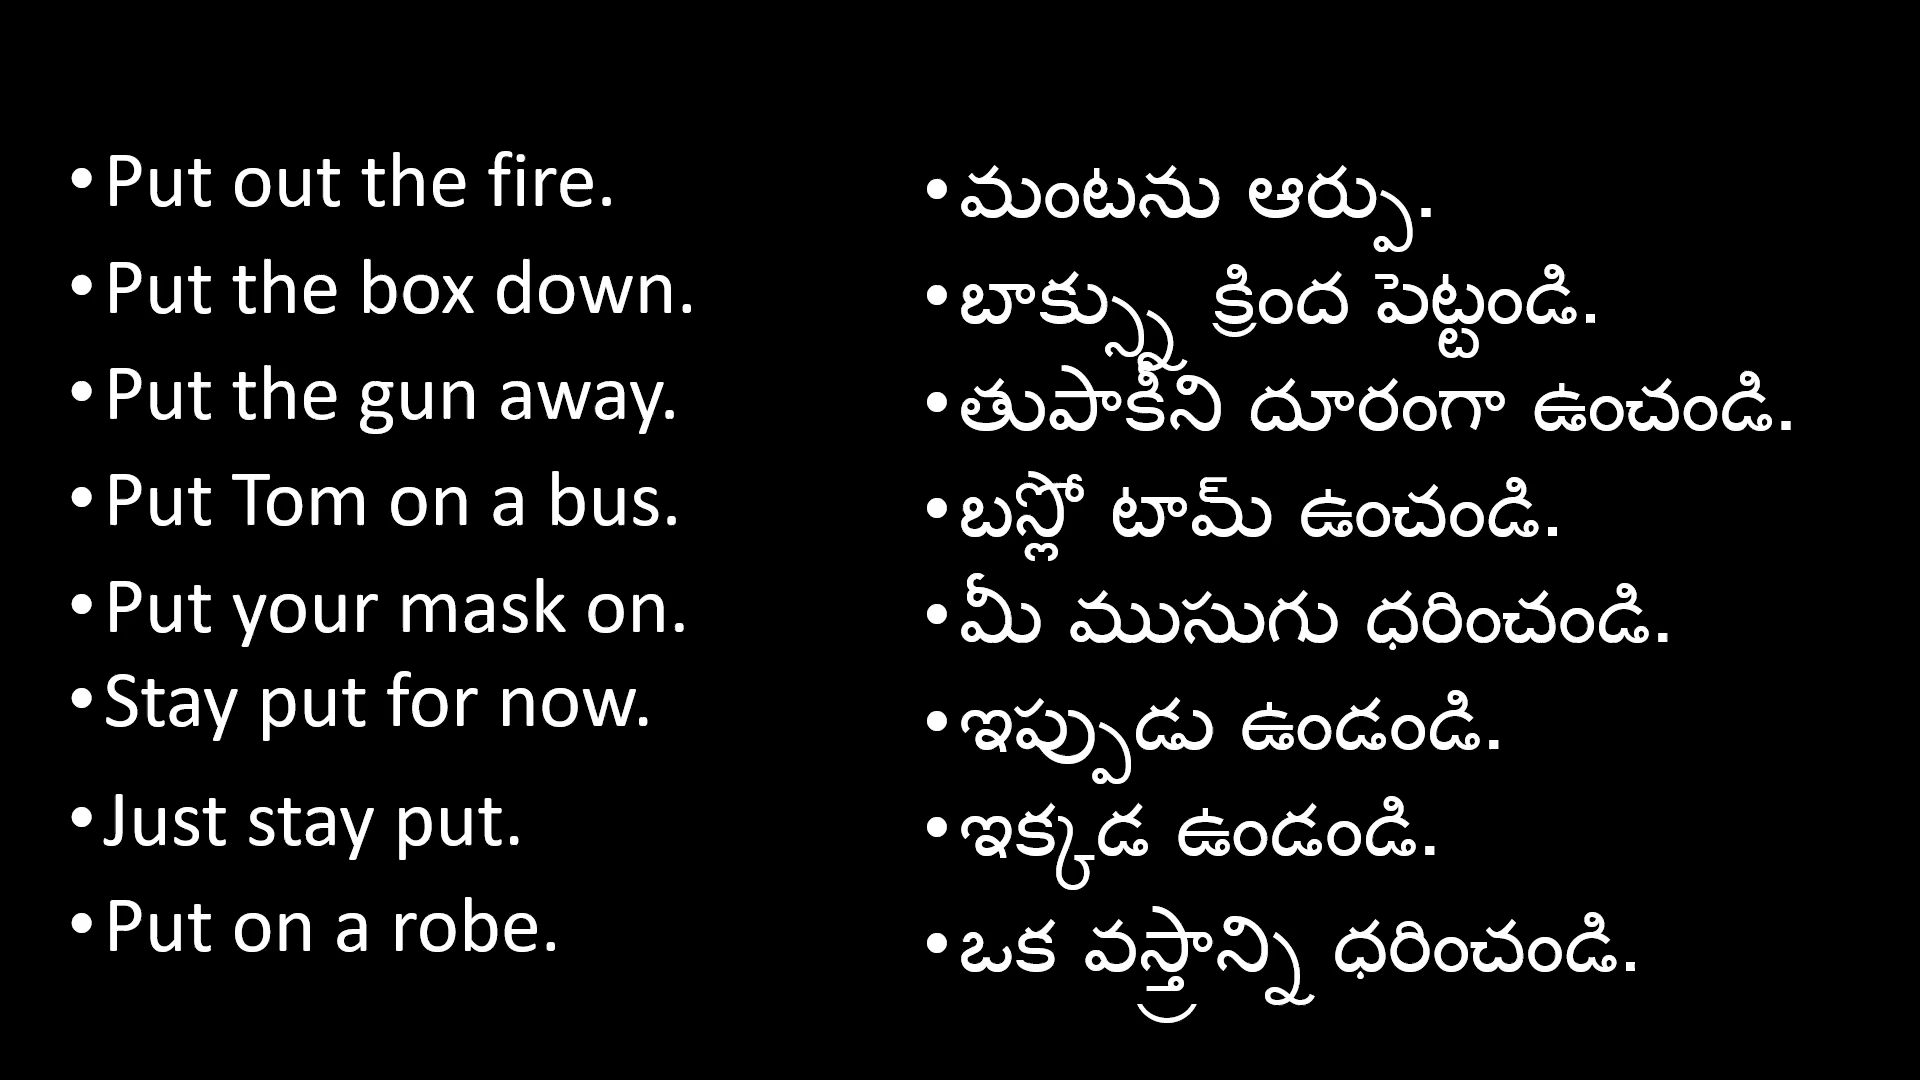 • Put out the fire.
• Put the box down.
• Put the gun away.
• Put Tom on a bus.
• Put your mask on.
• Stay put for now.
• Just stay put.
• Put on a robe.
• మంటను ఆర్పు.
• బాక్స్ను క్రింద పెట్టండి.
• తుపాకీని దూరంగా ఉంచండి.
• బస్లో టామ్ ఉంచండి.
• మీ ముసుగు ధరించండి.
• ఇప్పుడు ఉండండి.
• ఇక్కడ ఉండండి.
• ఒక వస్త్రాన్ని ధరించండి.